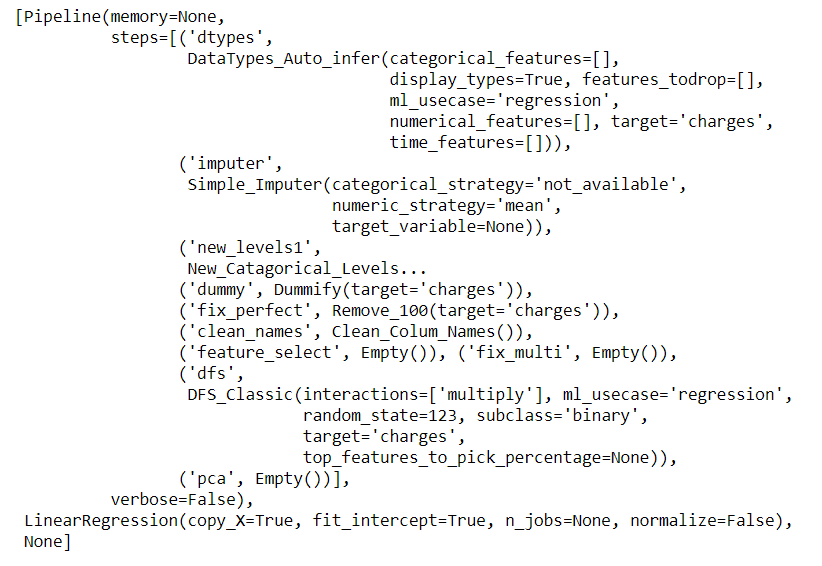 [Pipeline(memory=None,
steps=[('dtypes',
DataTypes_Auto_infer(categorical_features=[],
display_types=True, features_todrop=[],
ml_usecase='regression',
numerical_features=[], target='charges',
time_features=[])),
('imputer',
Simple_Imputer(categorical_strategy='not_available',
numeric_strategy='mean',
target_variable=None)),
('new_levels1',
New_Catagorical_Levels...
('dummy', Dummify(target='charges')),
('fix_perfect', Remove_100(target='charges')),
('clean_names', Clean_Colum_Names()),
('feature_select', Empty()), ('fix_multi', Empty()),
('dfs',
DFS_Classic(interactions=['multiply'], ml_usecase='regression',
random_state=123, subclass='binary',
target='charges',
top_features_to_pick_percentage=None)),
('pca', Empty())],
verbose=False),
LinearRegression(copy_X=True, fit_intercept=True, n_jobs=None, normalize=False),
None]